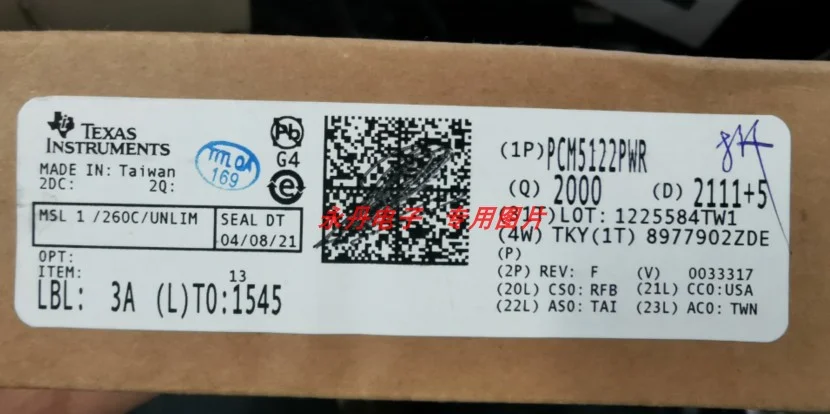 TEXAS
INSTRUMENTS
MADE IN: Taiwan
2DC: 2Q:
169
Pb
G4
e
MSL 1 /260C/UNLIM
SEAL DT
04/08/21
OPT:
ITEM:
13
LBL: 3A (L)TO:1545
(1P) PCM5122PWR
(Q) 2000 (D) 2111+5
LOT: 1225584TW1
(4W) TKY(1T) 8977902ZDE
(P)
(2P) REV: F (V) 0033317
(20L) CSO: RFB (21L) CCO:USA
(22L) ASO: TAI (23L) ACO: TWN
永丹电子 专用图片